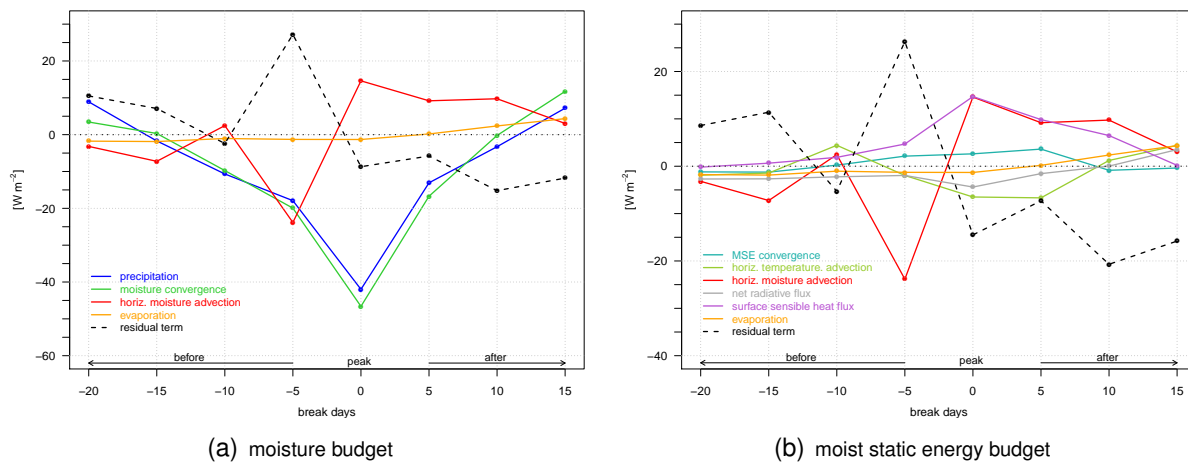 20
0
−20
−40
−60
[W m⁻²]
precipitation
moisture convergence
horiz. moisture advection
evaporation
residual term
before
peak
after
−20 −15 −10 −5 0 5 10 15
break days
(a) moisture budget
20
0
−20
−40
[W m⁻²]
MSE convergence
horiz. temperature. advection
horiz. moisture advection
net radiative flux
surface sensible heat flux
evaporation
residual term
before
peak
after
−20 −15 −10 −5 0 5 10 15
break days
(b) moist static energy budget